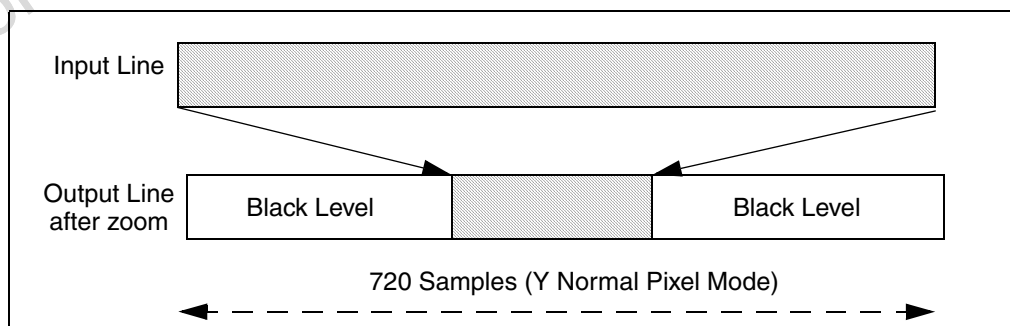 Input Line
Output Line
after zoom
Black Level
Black Level
720 Samples (Y Normal Pixel Mode)